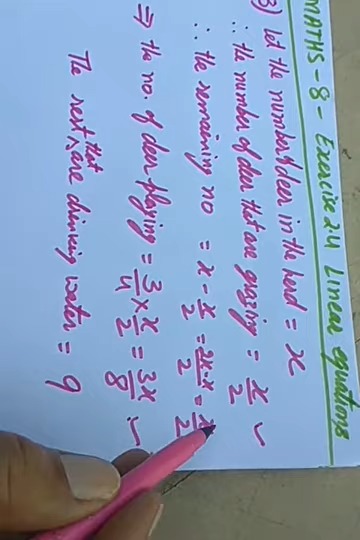 MATHS - 8 - Exercise 2.4 Linear equations
3) Let the number of deer in the herd = x
∴ the number of deer that are grazing = x/2 ✓
∴ the remaining no = x - x/2 = 2x-x/2 = x/2
⇒ the no. of deer playing = 3/4 × x/2 = 3x/8 ✓
The rest that are drinking water = 9